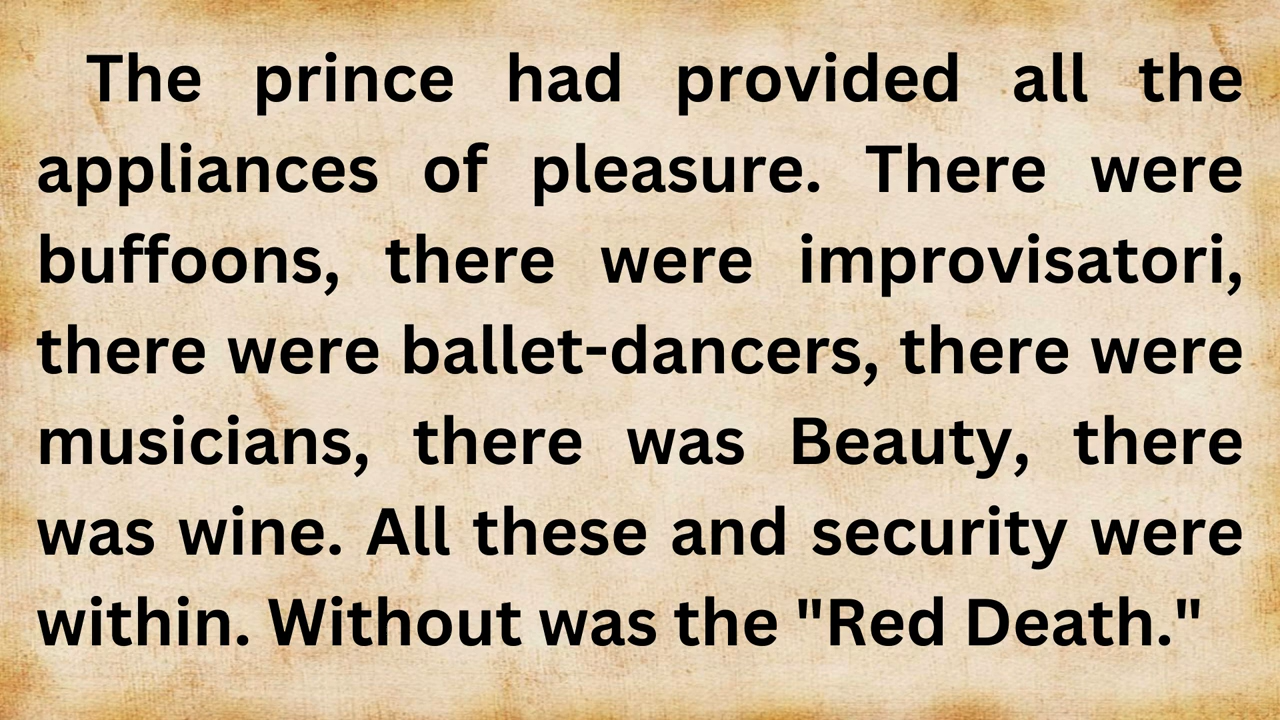 The prince had provided all the
appliances of pleasure. There were
buffoons, there were improvisatori,
there were ballet-dancers, there were
musicians, there was Beauty, there
was wine. All these and security were
within. Without was the "Red Death."